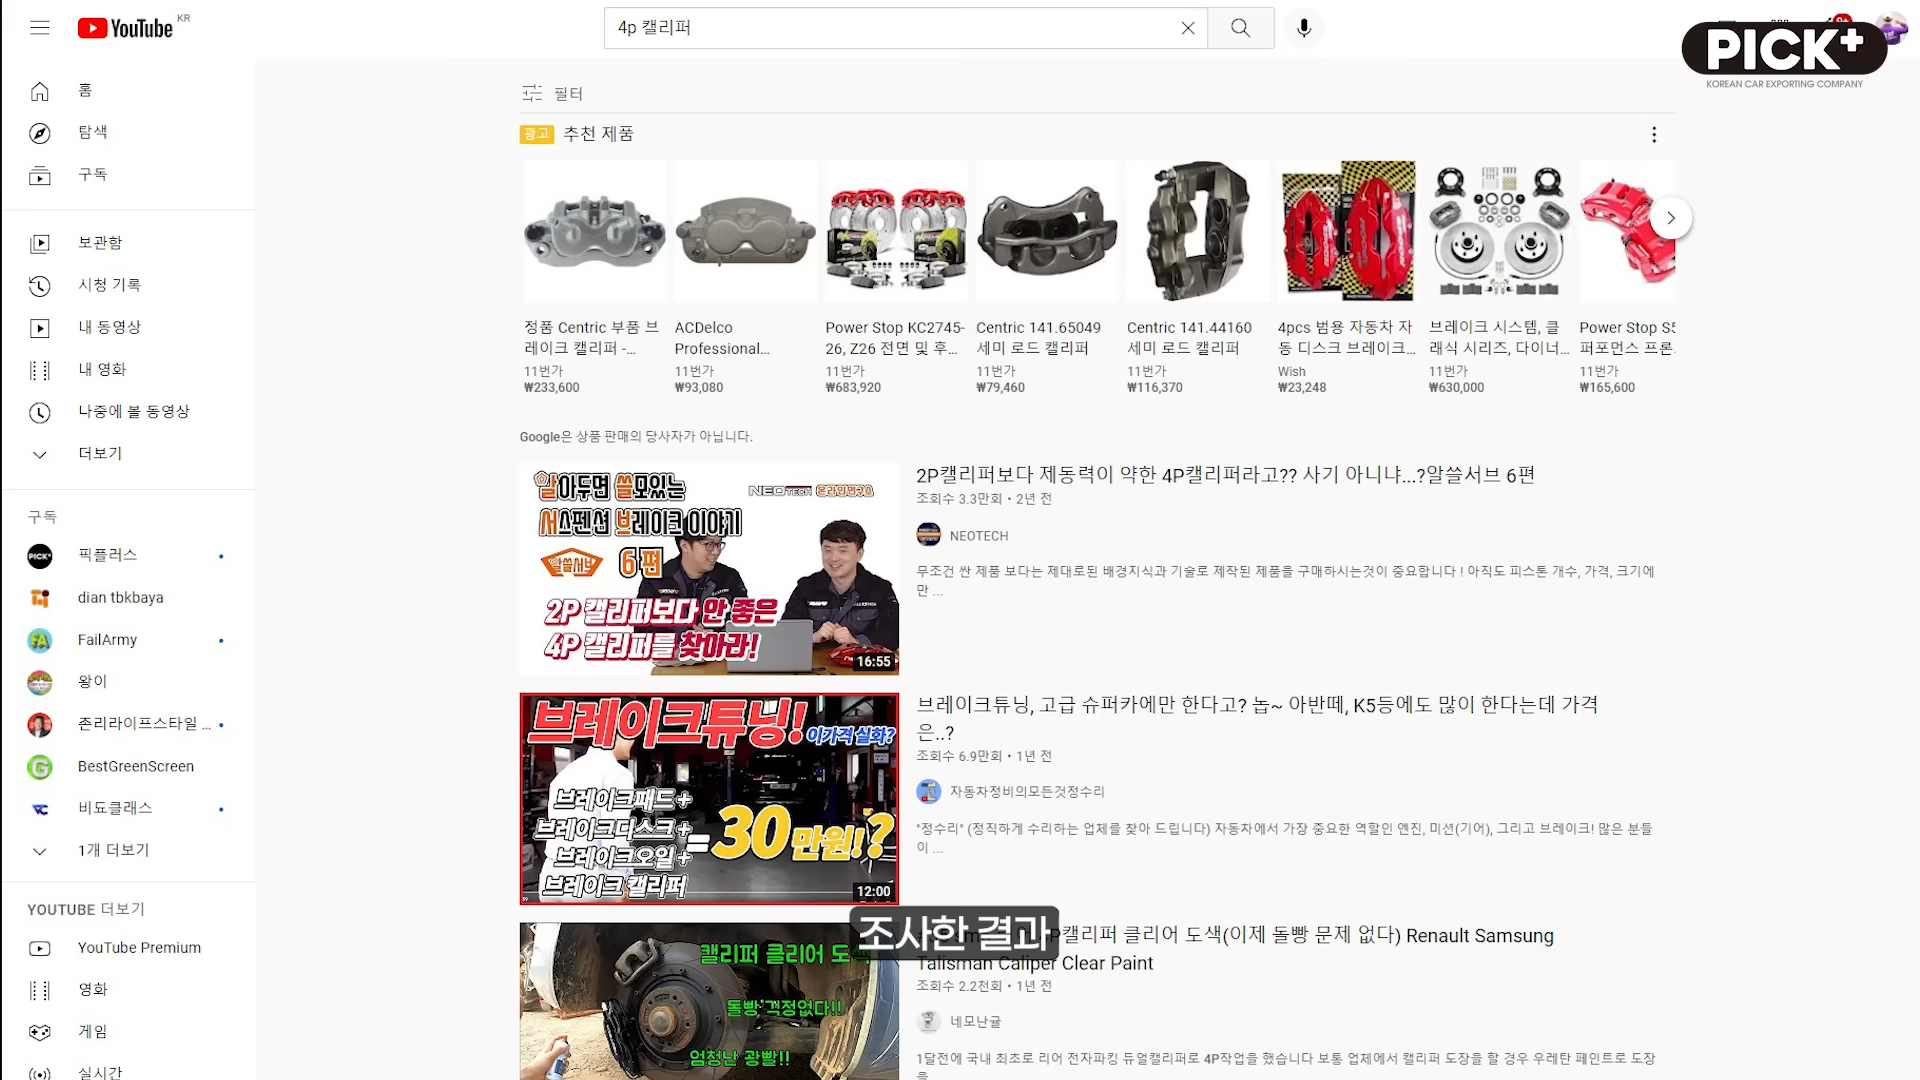 YouTube KR
4p 캘리퍼
PICK+
KOREAN CAR EXPORTING COMPANY
홈
탐색
구독
보관함
시청 기록
내 동영상
내 영화
나중에 볼 동영상
더보기
구독
픽플러스
dian tbkbaya
FailArmy
왕이
존리라이프스타일 ...
BestGreenScreen
비됴클래스
1개 더보기
YOUTUBE 더보기
YouTube Premium
영화
게임
실시간
필터
광고 추천 제품
정품 Centric 부품 브
레이크 캘리퍼 -...
11번가
₩233,600
ACDelco
Professional...
11번가
₩93,080
Power Stop KC2745-
26, Z26 전면 및 후...
11번가
₩683,920
Centric 141.65049
세미 로드 캘리퍼
11번가
₩79,460
Centric 141.44160
세미 로드 캘리퍼
11번가
₩116,370
4pcs 범용 자동차 자
동 디스크 브레이크...
Wish
₩23,248
브레이크 시스템, 클
래식 시리즈, 다이너...
11번가
₩630,000
Power Stop S5
퍼포먼스 프론
11번가
₩165,600
Google은 상품 판매의 당사자가 아닙니다.
알아두면 쓸모있는
서스펜션 브레이크 이야기
NEOTECH 온라인연구소
알쓸서브 6편
2P 캘리퍼보다 안 좋은
4P 캘리퍼를 찾아라!
16:55
2P캘리퍼보다 제동력이 약한 4P캘리퍼라고?? 사기 아니냐...?알쓸서브 6편
조회수 3.3만회 • 2년 전
NEOTECH
무조건 싼 제품 보다는 제대로된 배경지식과 기술로 제작된 제품을 구매하시는것이 중요합니다 ! 아직도 피스톤 개수, 가격, 크기에
만 ...
브레이크튜닝! 이가격 실화?
브레이크패드 +
브레이크디스크 +
브레이크오일 +
브레이크 캘리퍼
= 30만원!?
12:00
브레이크튜닝, 고급 슈퍼카에만 한다고? 놉~ 아반떼, K5등에도 많이 한다는데 가격
은..?
조회수 6.9만회 • 1년 전
자동차정비의모든것정수리
"정수리" (정직하게 수리하는 업체를 찾아 드립니다) 자동차에서 가장 중요한 역할인 엔진, 미션(기어), 그리고 브레이크! 많은 분들
이 ...
조사한 결과
캘리퍼 클리어 도색
돌빵 걱정없다!!
엄청난 광빨!!
P캘리퍼 클리어 도색(이제 돌빵 문제 없다) Renault Samsung
Talisman Caliper Clear Paint
조회수 2.2천회 • 1년 전
네모난귤
1달전에 국내 최초로 리어 전자파킹 듀얼캘리퍼로 4P작업을 했습니다 보통 업체에서 캘리퍼 도장을 할 경우 우레탄 페인트로 도장
을